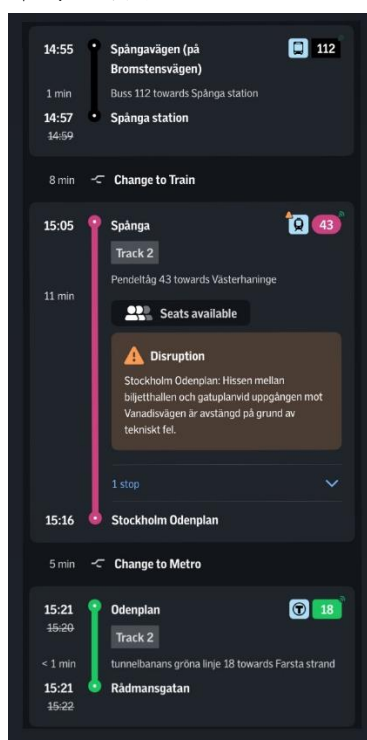 14:55 Spångavägen (på 112
Bromstensvägen)
1 min Buss 112 towards Spånga station
14:57 Spånga station
14:59
8 min Change to Train
15:05 Spånga 43
Track 2
Pendeltåg 43 towards Västerhaninge
11 min
Seats available
Disruption
Stockholm Odenplan: Hissen mellan
biljetthallen och gatuplanvid uppgången mot
Vanadisvägen är avstängd på grund av
tekniskt fel.
1 stop
15:16 Stockholm Odenplan
5 min Change to Metro
15:21 Odenplan T 18
15:20
Track 2
< 1 min tunnelbanans gröna linje 18 towards Farsta strand
15:21 Rådmansgatan
15:22